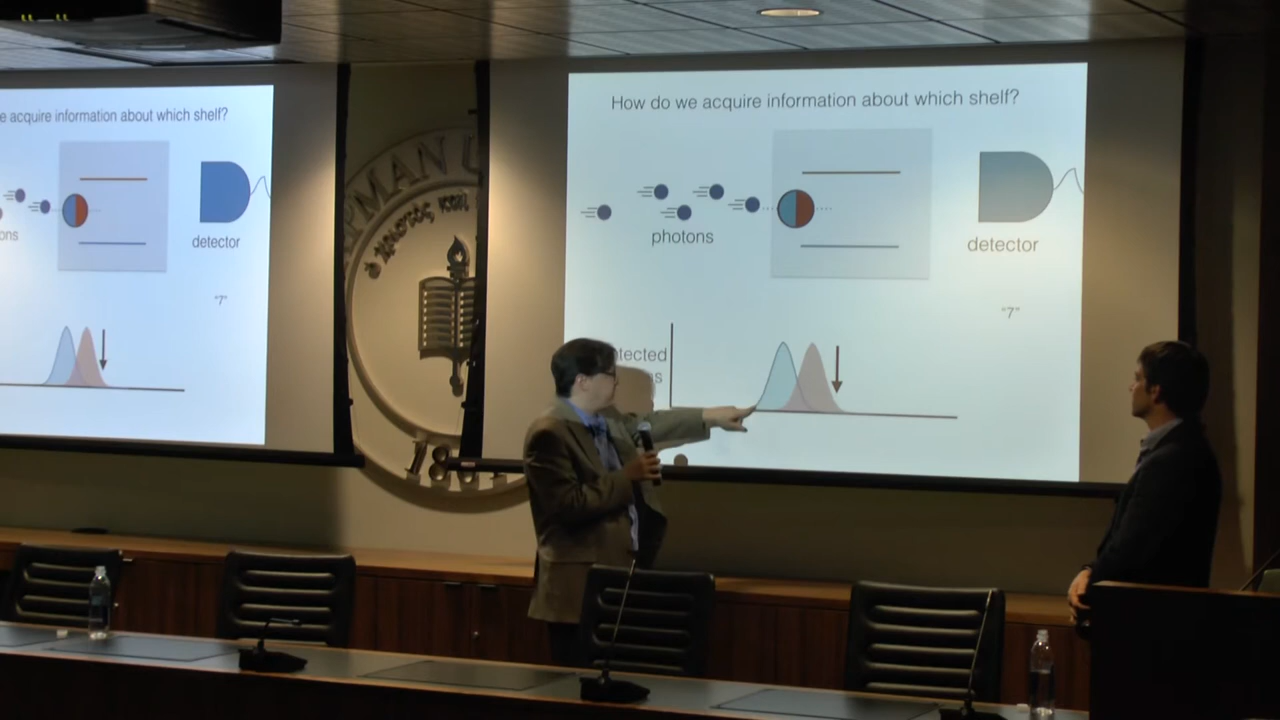 e acquire information about which shelf?
ons
detector
"7"
How do we acquire information about which shelf?
photons
detector
"7"